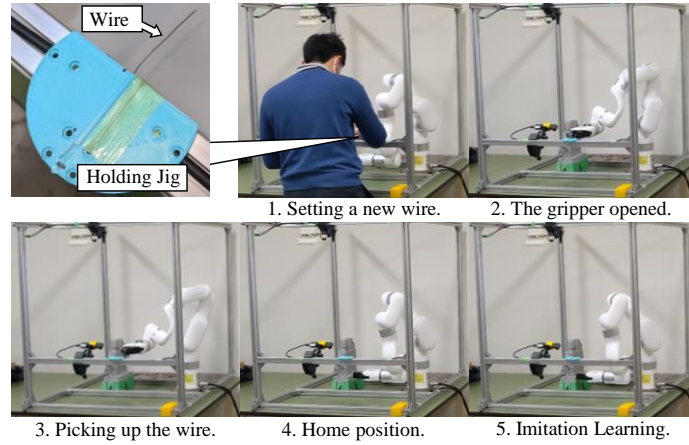 Wire
Holding Jig
1. Setting a new wire.
2. The gripper opened.
3. Picking up the wire.
4. Home position.
5. Imitation Learning.